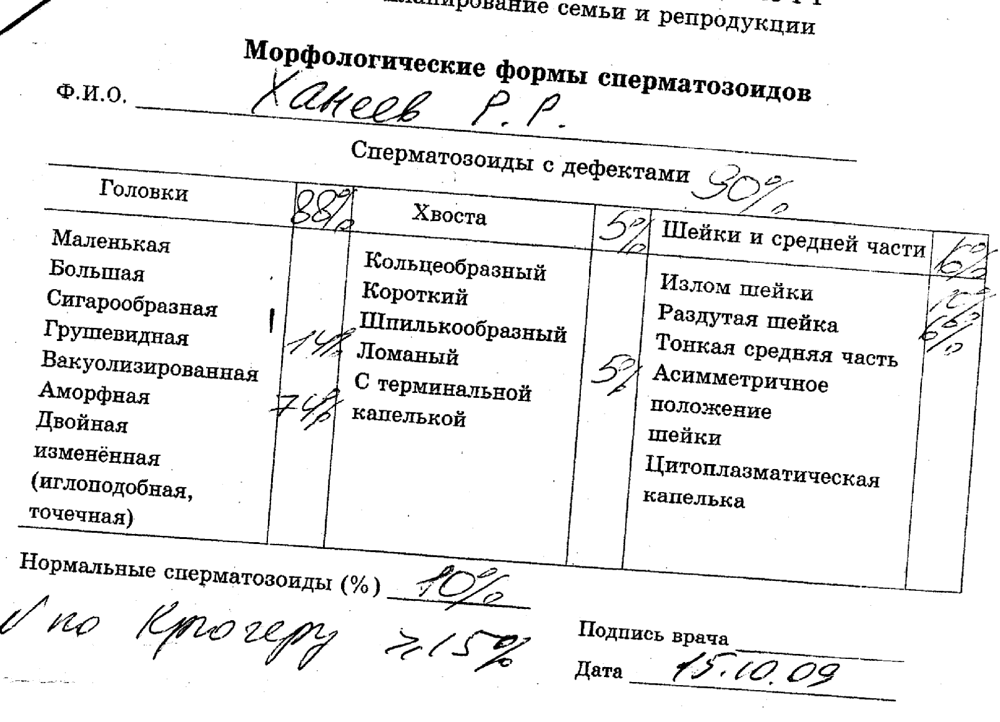 планирование семьи и репродукции
Морфологические формы сперматозоидов
Ф.И.О. Ханеев Р. Р.
Сперматозоиды с дефектами 90%
Головки 88% Хвоста 5% Шейки и средней части 6%
Маленькая
Большая
Сигарообразная
Грушевидная 14%
Вакуолизированная
Аморфная 74%
Двойная
изменённая
(иглоподобная,
точечная)
Кольцеобразный
Короткий
Шпилькообразный
Ломаный
С терминальной 5%
капелькой
Излом шейки
Раздутая шейка 6%
Тонкая средняя часть
Асимметричное
положение
шейки
Цитоплазматическая
капелька
Нормальные сперматозоиды (%) 10%
N по Крюгеру ≥15%
Подпись врача
Дата 15.10.09